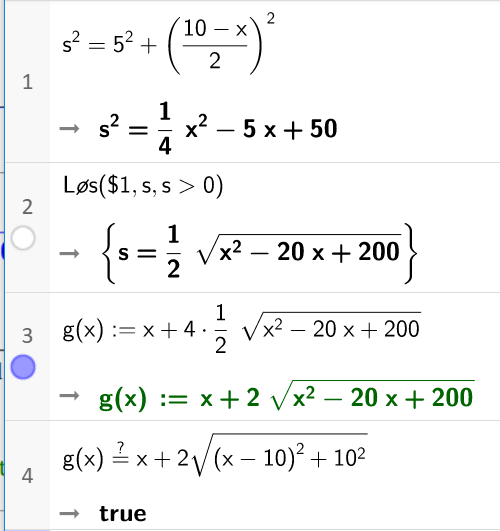 s² = 5² + ((10 − x)/2)²
1
→ s² = 1/4 x² − 5 x + 50
Løs($1, s, s > 0)
2
→ {s = 1/2 √(x² − 20 x + 200)}
g(x) := x + 4 · 1/2 √(x² − 20 x + 200)
3
→ g(x) := x + 2 √(x² − 20 x + 200)
g(x) ≟ x + 2√((x − 10)² + 10²)
4
→ true